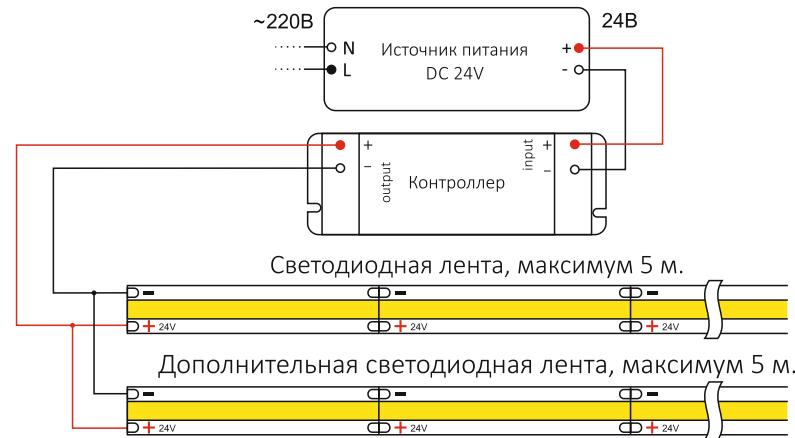 ~220В
24В
N
L
Источник питания
DC 24V
+
-
+
−
output
Контроллер
input
+
−
Светодиодная лента, максимум 5 м.
− − −
+ 24V + 24V + 24V
Дополнительная светодиодная лента, максимум 5 м.
− − −
+ 24V + 24V + 24V